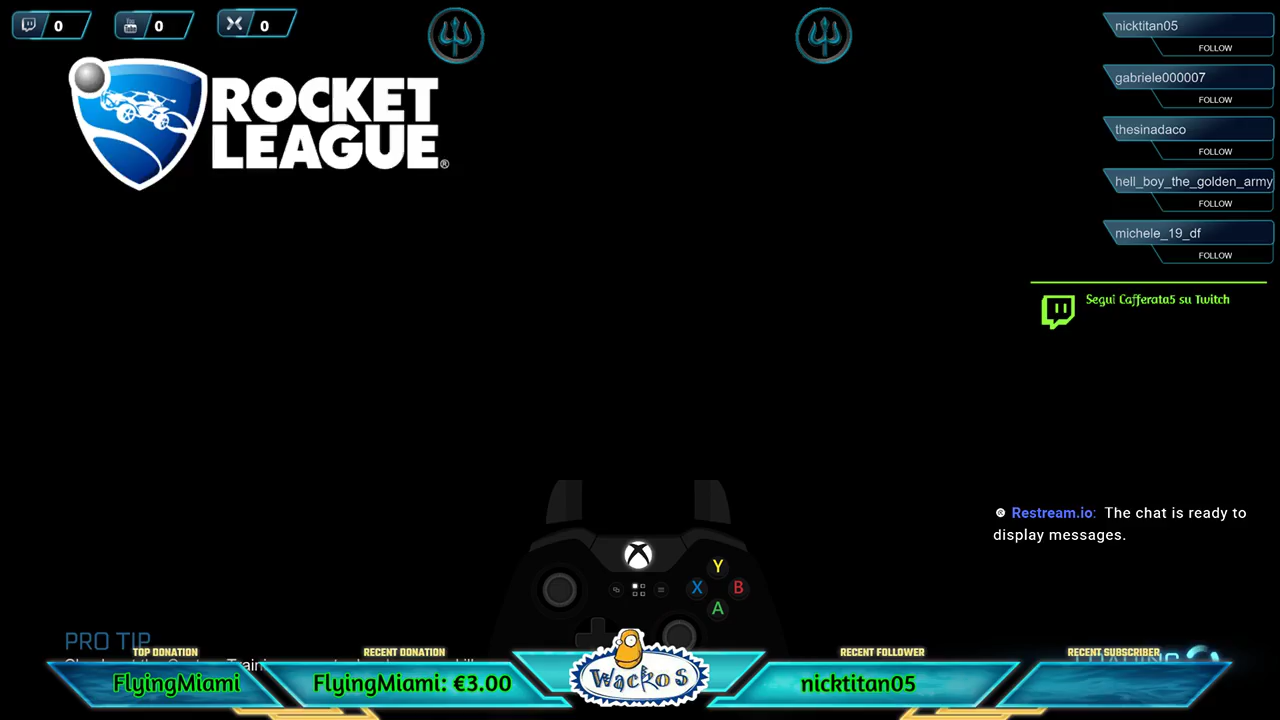 0
0
0
ROCKET
LEAGUE®
nicktitan05
FOLLOW
gabriele000007
FOLLOW
thesinadaco
FOLLOW
hell_boy_the_golden_army
FOLLOW
michele_19_df
FOLLOW
Segui Cafferata5 su Twitch
Restream.io: The chat is ready to
display messages.
Y
X B
A
PRO TIP
TOP DONATION
FlyingMiami
RECENT DONATION
FlyingMiami: €3.00
Wackos
RECENT FOLLOWER
nicktitan05
RECENT SUBSCRIBER